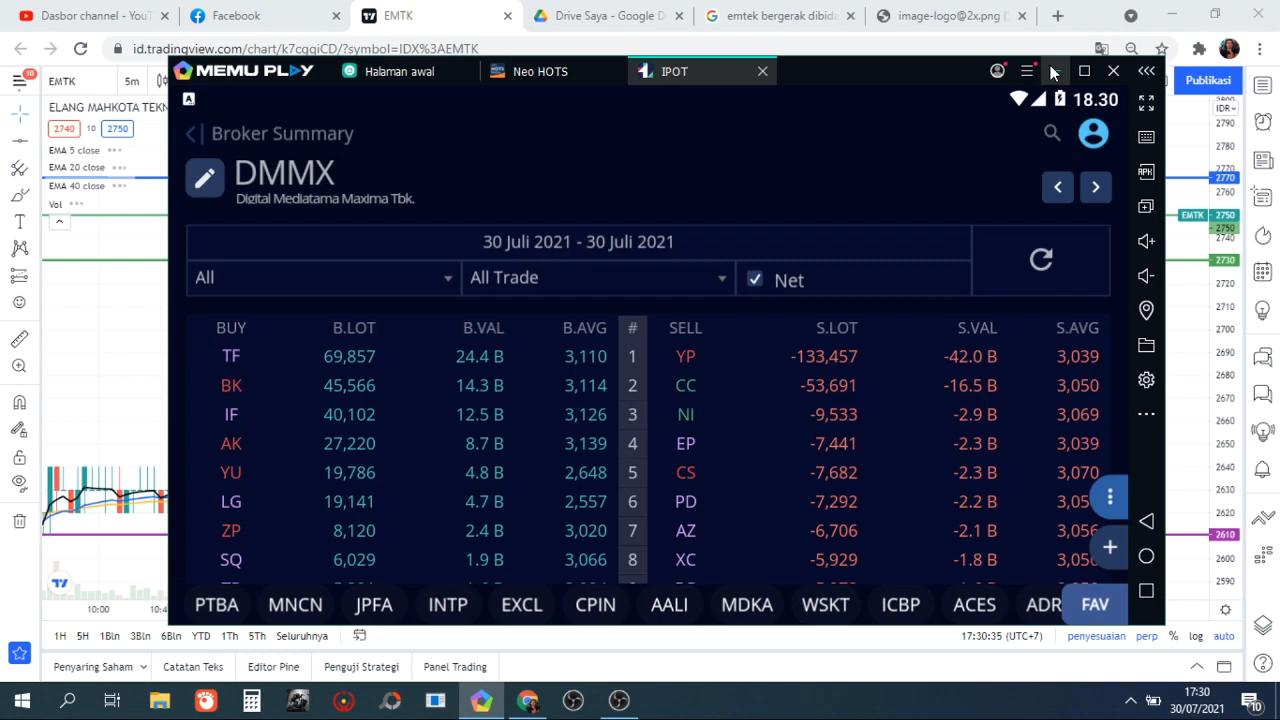 Dasbor channel - YouT
Facebook
EMTK
Drive Saya - Google D
emtek bergerak dibida
image-logo@2x.png (
id.tradingview.com/chart/k7cgqiCD/?symbol=IDX%3AEMTK
MEMU PLAY
Halaman awal
Neo HOTS
IPOT
10
EMTK
5m
Publikasi
ELANG MAHKOTA TEKN
2740
10
2750
EMA 5 close
EMA 20 close
EMA 40 close
Vol
A
18.30
Broker Summary
DMMX
Digital Mediatama Maxima Tbk.
APK
30 Juli 2021 - 30 Juli 2021
All
All Trade
Net
BUY B.LOT B.VAL B.AVG # SELL S.LOT S.VAL S.AVG
TF 69,857 24.4 B 3,110 1 YP -133,457 -42.0 B 3,039
BK 45,566 14.3 B 3,114 2 CC -53,691 -16.5 B 3,050
IF 40,102 12.5 B 3,126 3 NI -9,533 -2.9 B 3,069
AK 27,220 8.7 B 3,139 4 EP -7,441 -2.3 B 3,039
YU 19,786 4.8 B 2,648 5 CS -7,682 -2.3 B 3,070
LG 19,141 4.7 B 2,557 6 PD -7,292 -2.2 B
ZP 8,120 2.4 B 3,020 7 AZ -6,706 -2.1 B 3,056
SQ 6,029 1.9 B 3,066 8 XC -5,929 -1.8 B
PTBA MNCN JPFA INTP EXCL CPIN AALI MDKA WSKT ICBP ACES ADR FAV
IDR
2790
2780
2770
2760
EMTK 2750
2750
2740
2730
2720
2710
2700
2690
2680
2670
2660
2650
2640
2630
2620
2610
2600
2590
10:00
10:4
1H 5H 1Bln 3Bln 6Bln YTD 1Th 5Th Seluruhnya
17:30:35 (UTC+7)
penyesuaian
perp
%
log
auto
Penyaring Saham
Catatan Teks
Editor Pine
Penguji Strategi
Panel Trading
17:30
30/07/2021
10